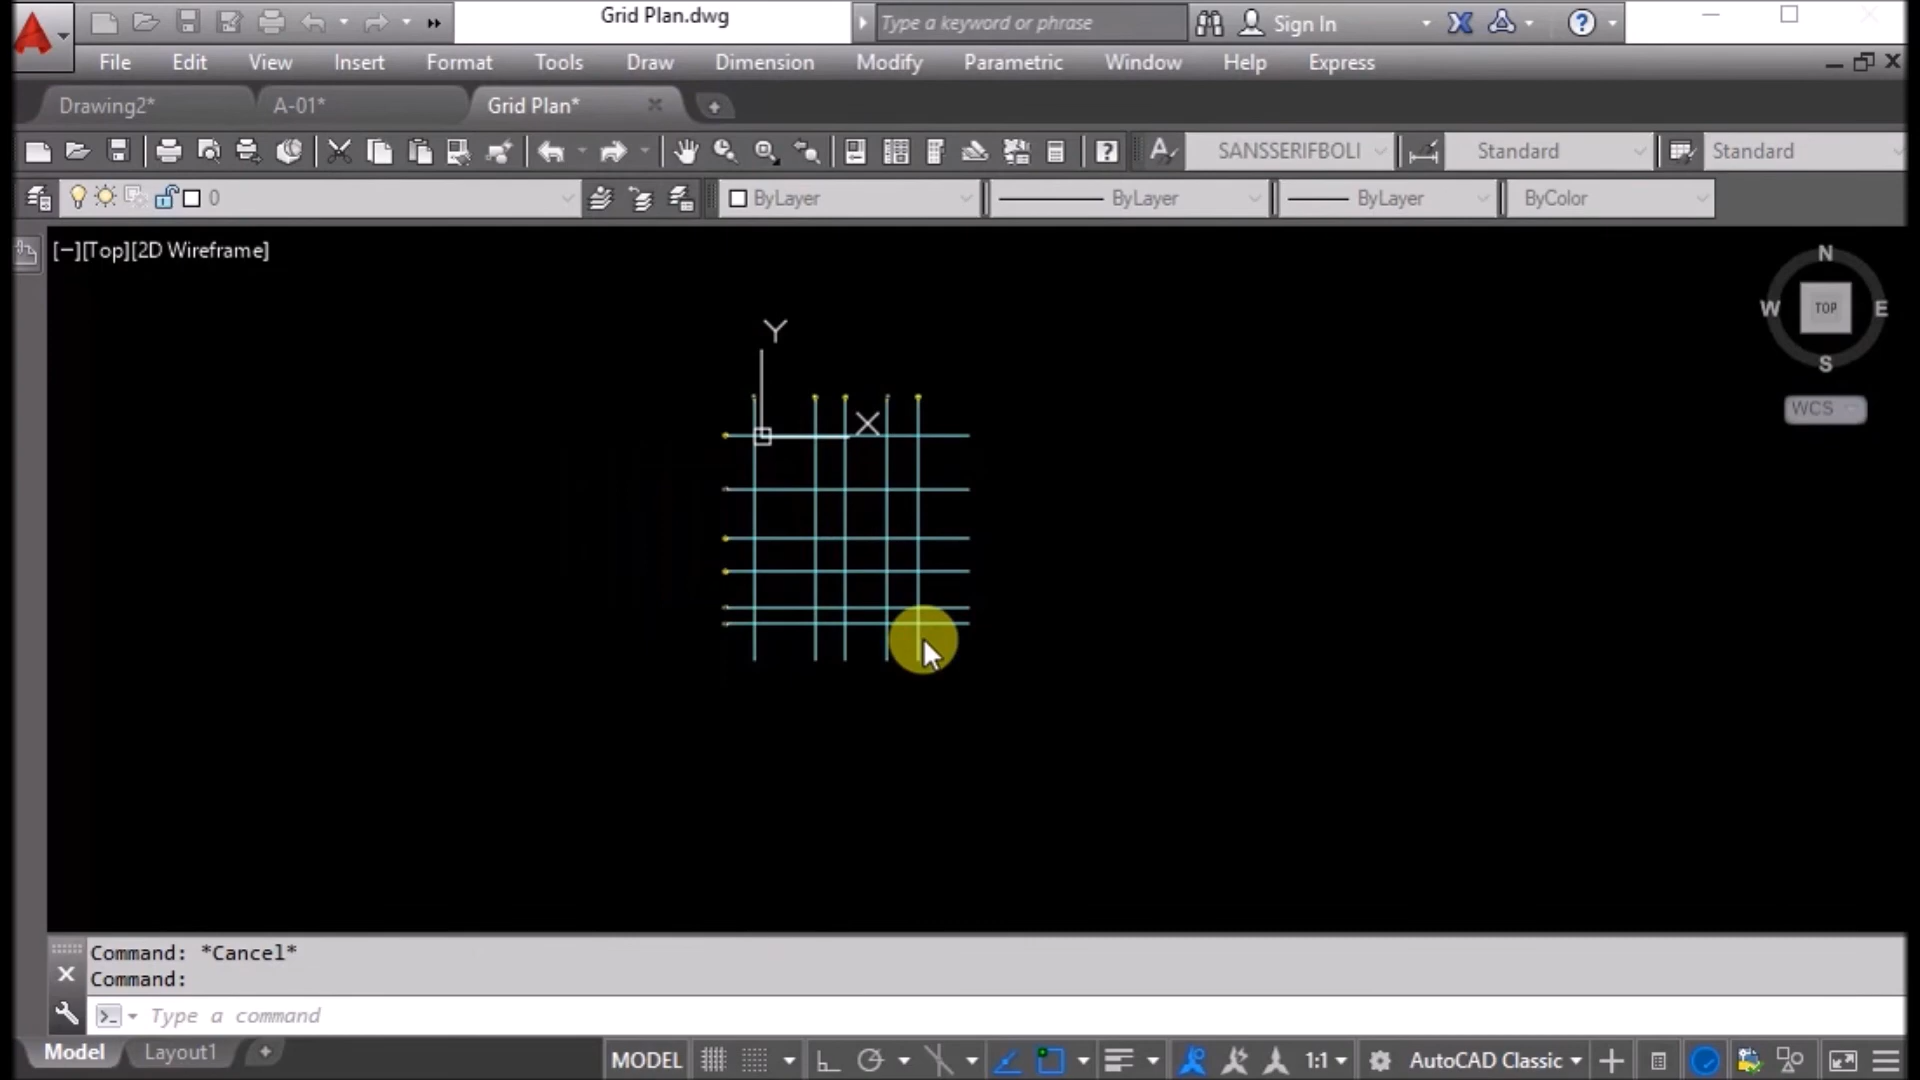 Grid Plan.dwg
Type a keyword or phrase
Sign In
File Edit View Insert Format Tools Draw Dimension Modify Parametric Window Help Express
Drawing2* A-01* Grid Plan*
SANSSERIFBOLI Standard Standard
0 ByLayer ByLayer ByLayer ByColor
[−][Top][2D Wireframe]
N
W TOP E
S
WCS
Y
X
Command: *Cancel*
Command:
Type a command
Model Layout1 MODEL 1:1 AutoCAD Classic